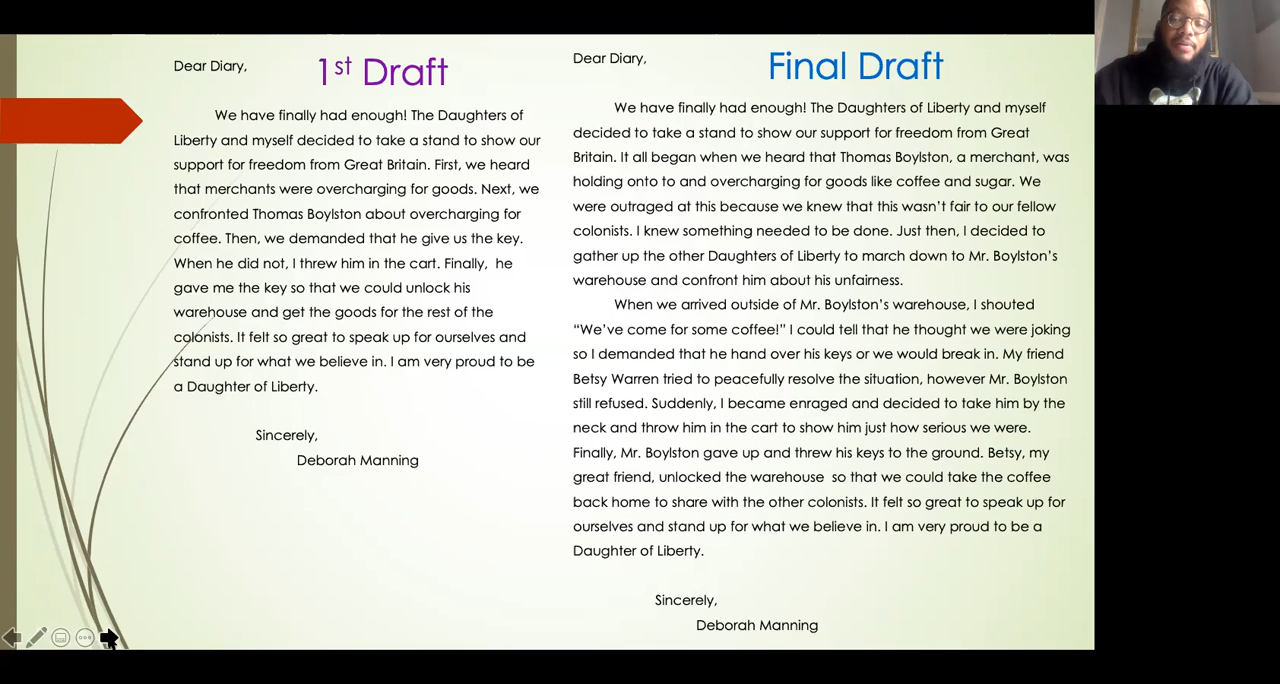 1st Draft
Dear Diary,
We have finally had enough! The Daughters of
Liberty and myself decided to take a stand to show our
support for freedom from Great Britain. First, we heard
that merchants were overcharging for goods. Next, we
confronted Thomas Boylston about overcharging for
coffee. Then, we demanded that he give us the key.
When he did not, I threw him in the cart. Finally, he
gave me the key so that we could unlock his
warehouse and get the goods for the rest of the
colonists. It felt so great to speak up for ourselves and
stand up for what we believe in. I am very proud to be
a Daughter of Liberty.
Sincerely,
Deborah Manning
Final Draft
Dear Diary,
We have finally had enough! The Daughters of Liberty and myself
decided to take a stand to show our support for freedom from Great
Britain. It all began when we heard that Thomas Boylston, a merchant, was
holding onto to and overcharging for goods like coffee and sugar. We
were outraged at this because we knew that this wasn't fair to our fellow
colonists. I knew something needed to be done. Just then, I decided to
gather up the other Daughters of Liberty to march down to Mr. Boylston's
warehouse and confront him about his unfairness.
When we arrived outside of Mr. Boylston's warehouse, I shouted
“We've come for some coffee!” I could tell that he thought we were joking
so I demanded that he hand over his keys or we would break in. My friend
Betsy Warren tried to peacefully resolve the situation, however Mr. Boylston
still refused. Suddenly, I became enraged and decided to take him by the
neck and throw him in the cart to show him just how serious we were.
Finally, Mr. Boylston gave up and threw his keys to the ground. Betsy, my
great friend, unlocked the warehouse so that we could take the coffee
back home to share with the other colonists. It felt so great to speak up for
ourselves and stand up for what we believe in. I am very proud to be a
Daughter of Liberty.
Sincerely,
Deborah Manning